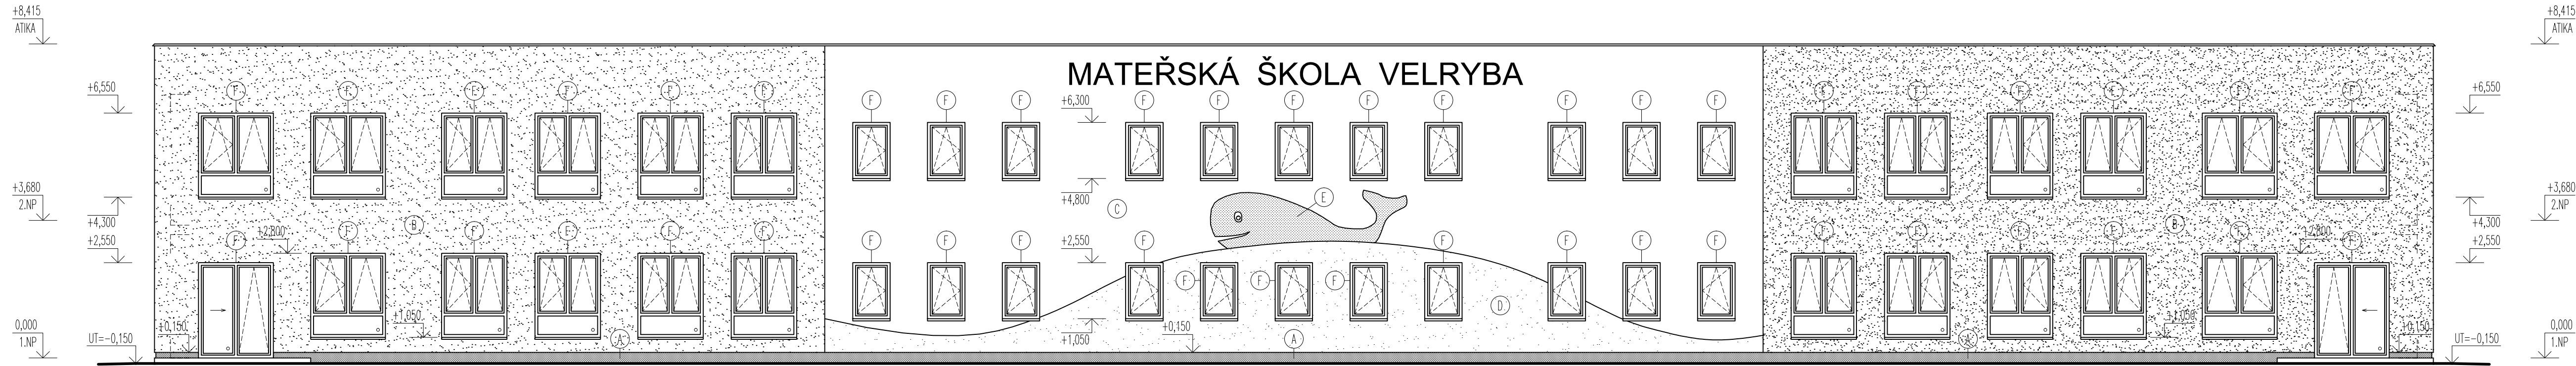 +8,415
ATIKA
+6,550
+3,680
2.NP
+4,300
+2,550
0,000
1.NP
UT=-0,150
+0,150
F F F F F F
B
F +2,800 F F F F F
+1,050
A
MATEŘSKÁ ŠKOLA VELRYBA
F F F +6,300 F F F F F F F F
+4,800
C
E
F F F +2,550 F F F F F
F F F
D
+1,050
+0,150
A
F F F F F F
B
F F F F F +2,800 F
+1,050
A
+0,150
+8,415
ATIKA
+6,550
+3,680
2.NP
+4,300
+2,550
0,000
1.NP
UT=-0,150